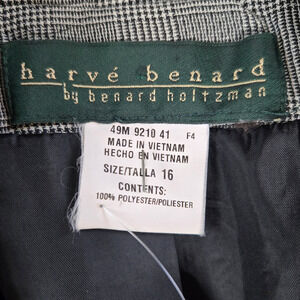 harvé benard
by benard holtzman
49M 9210 41 F4
MADE IN VIETNAM
HECHO EN VIETNAM
SIZE/TALLA 16
CONTENTS:
100% POLYESTER/POLIESTER